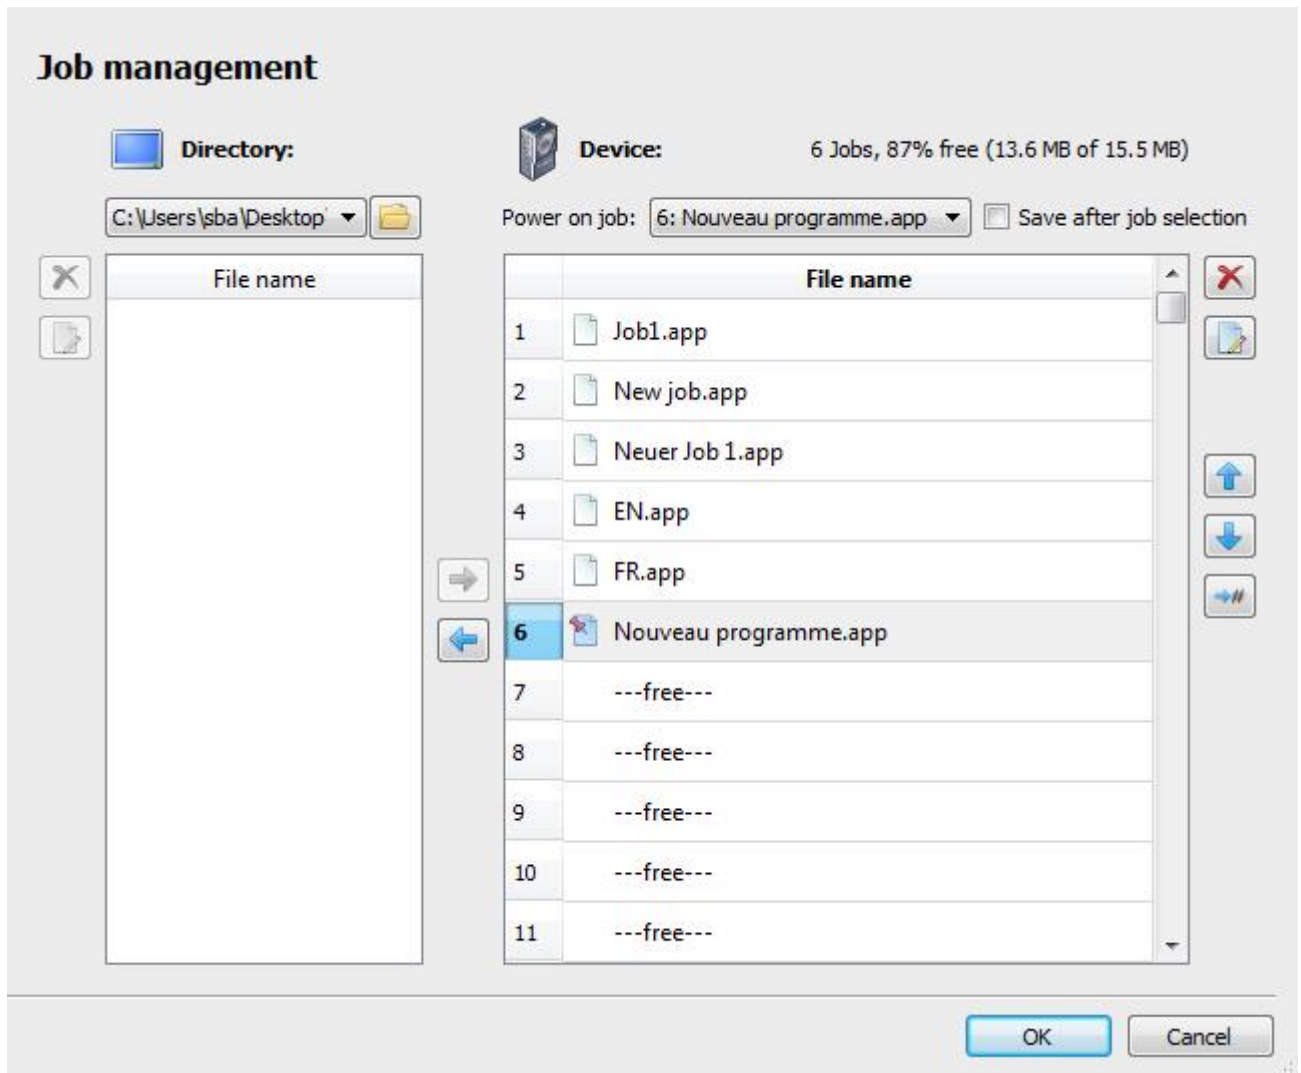 Job management
Directory:
Device:
6 Jobs, 87% free (13.6 MB of 15.5 MB)
C:\Users\sba\Desktop
Power on job:
6: Nouveau programme.app
Save after job selection
File name
File name
1 Job1.app
2 New job.app
3 Neuer Job 1.app
4 EN.app
5 FR.app
6 Nouveau programme.app
7 ---free---
8 ---free---
9 ---free---
10 ---free---
11 ---free---
OK
Cancel